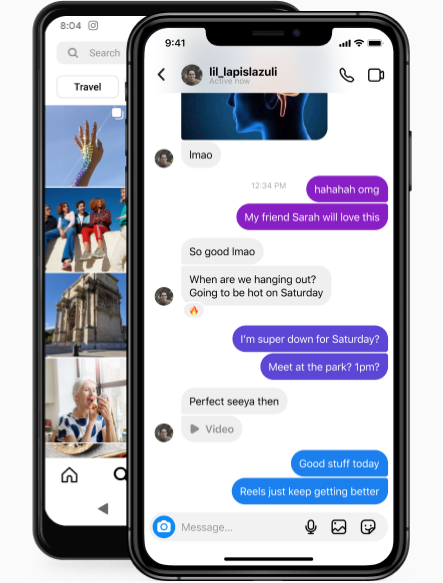 8:04
Search
Travel
9:41
lil_lapislazuli
Active now
lmao
12:34 PM
hahahah omg
My friend Sarah will love this
So good lmao
When are we hanging out?
Going to be hot on Saturday
I'm super down for Saturday?
Meet at the park? 1pm?
Perfect seeya then
Video
Good stuff today
Reels just keep getting better
Message...